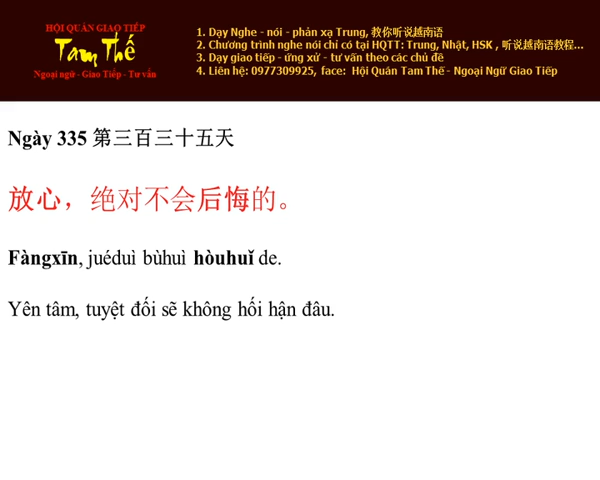 HỘI QUÁN GIAO TIẾP
Tam Thế
Ngoại ngữ - Giao Tiếp - Tư vấn
1. Dạy Nghe - nói - phản xạ Trung, 教你听说越南语
2. Chương trình nghe nói chỉ có tại HQTT: Trung, Nhật, HSK , 听说越南语教程...
3. Dạy giao tiếp - ứng xử - tư vấn theo các chủ đề
4. Liên hệ: 0977309925, face: Hội Quán Tam Thế - Ngoại Ngữ Giao Tiếp
Ngày 335 第三百三十五天
放心，绝对不会后悔的。
Fàngxīn, juéduì bùhuì hòuhuǐ de.
Yên tâm, tuyệt đối sẽ không hối hận đâu.